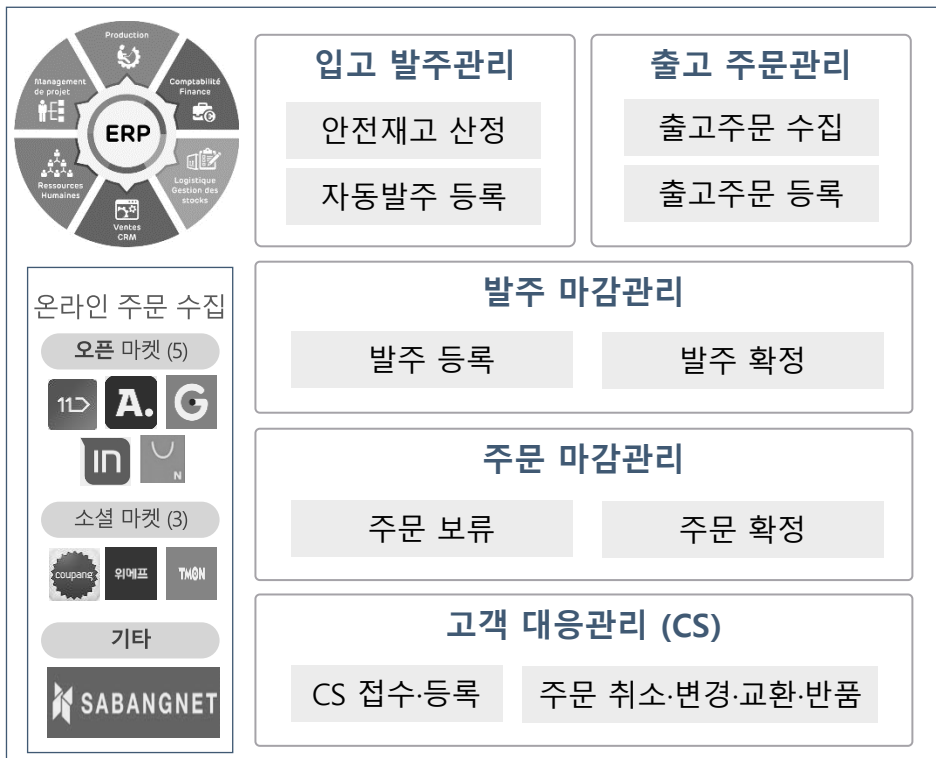 Production
Management
de projet
Comptabilité
Finance
ERP
Ressources
Humaines
Logistique
Gestion des
stocks
Ventes
CRM
온라인 주문 수집
오픈 마켓 (5)
11
A.
G
IN
N
소셜 마켓 (3)
coupang
위메프
TMON
기타
SABANGNET
입고 발주관리
안전재고 산정
자동발주 등록
출고 주문관리
출고주문 수집
출고주문 등록
발주 마감관리
발주 등록
발주 확정
주문 마감관리
주문 보류
주문 확정
고객 대응관리 (CS)
CS 접수·등록
주문 취소·변경·교환·반품